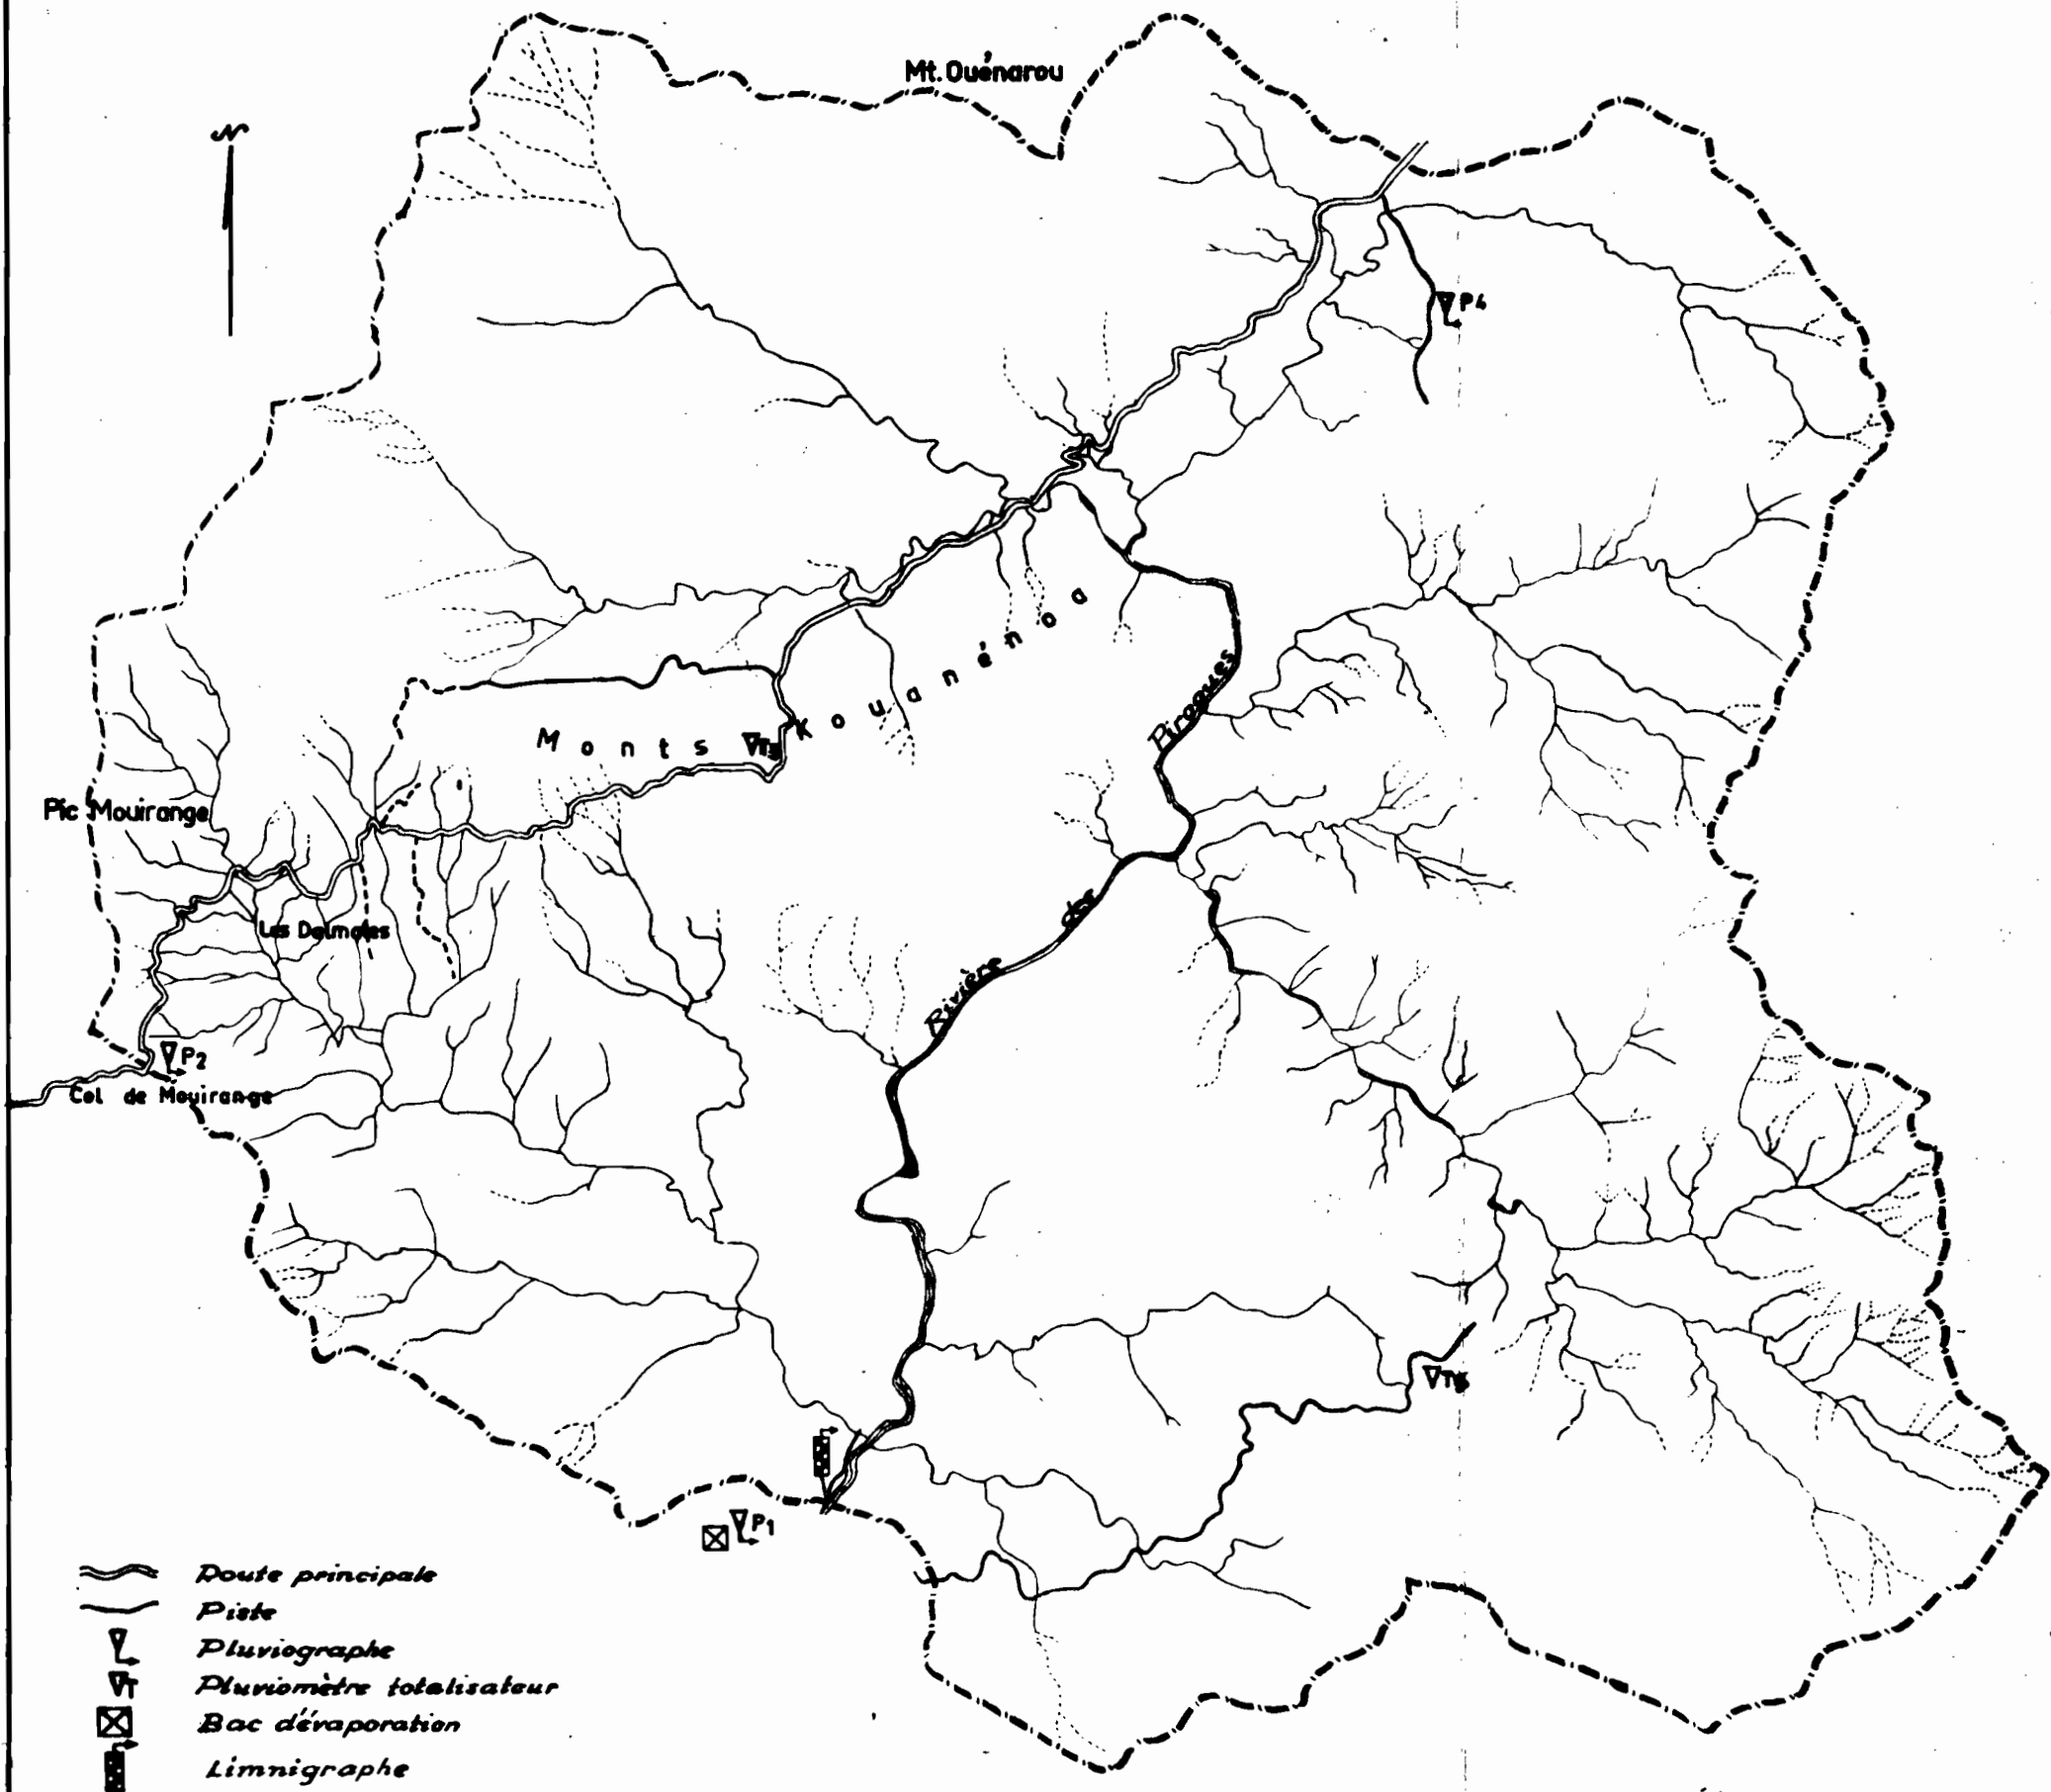 Mt. Ouénarou
N
P4
Monts Kouanénoa
Pic Mouirange
Les Dalmates
Rivière des Pirogues
P2
Col de Mouirange
P1
Route principale
Piste
Pluviographe
T
Pluviomètre totalisateur
Bac d'évaporation
Limnigraphe